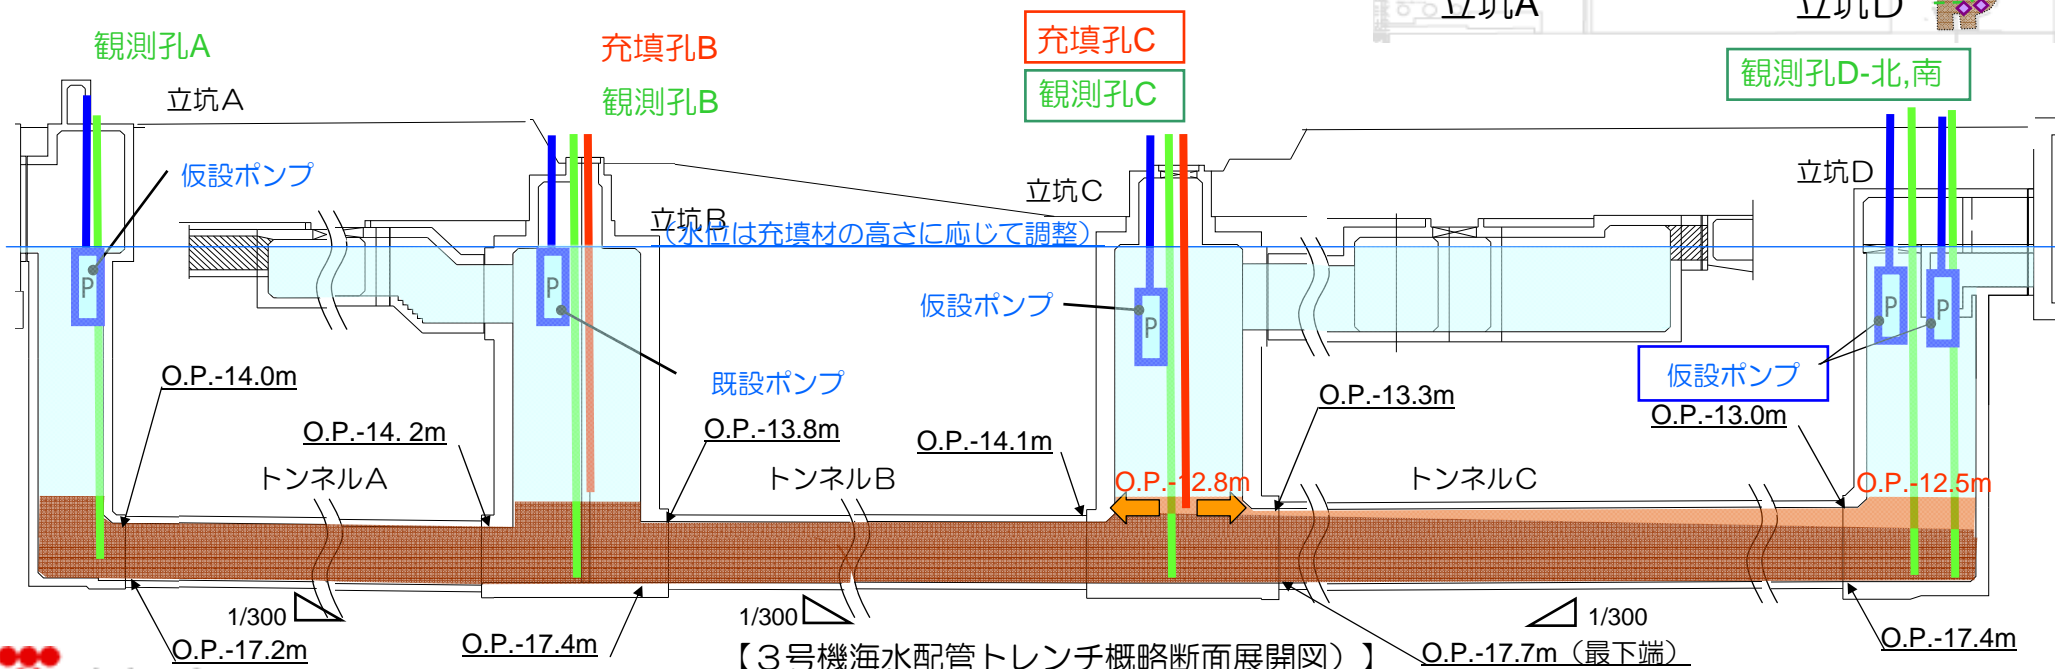 立坑A
立坑D
観測孔A
充填孔B
充填孔C
観測孔D-北,南
立坑A
観測孔B
観測孔C
仮設ポンプ
立坑B
立坑C
立坑D
(水位は充填材の高さに応じて調整)
P
P
P
P
P
仮設ポンプ
既設ポンプ
仮設ポンプ
O.P.-14.0m
O.P.-14. 2m
O.P.-13.8m
O.P.-14.1m
O.P.-13.3m
O.P.-13.0m
トンネルA
トンネルB
O.P.-12.8m
トンネルC
O.P.-12.5m
1/300
1/300
1/300
O.P.-17.2m
O.P.-17.4m
【3号機海水配管トレンチ概略断面展開図)】
O.P.-17.7m（最下端）
O.P.-17.4m